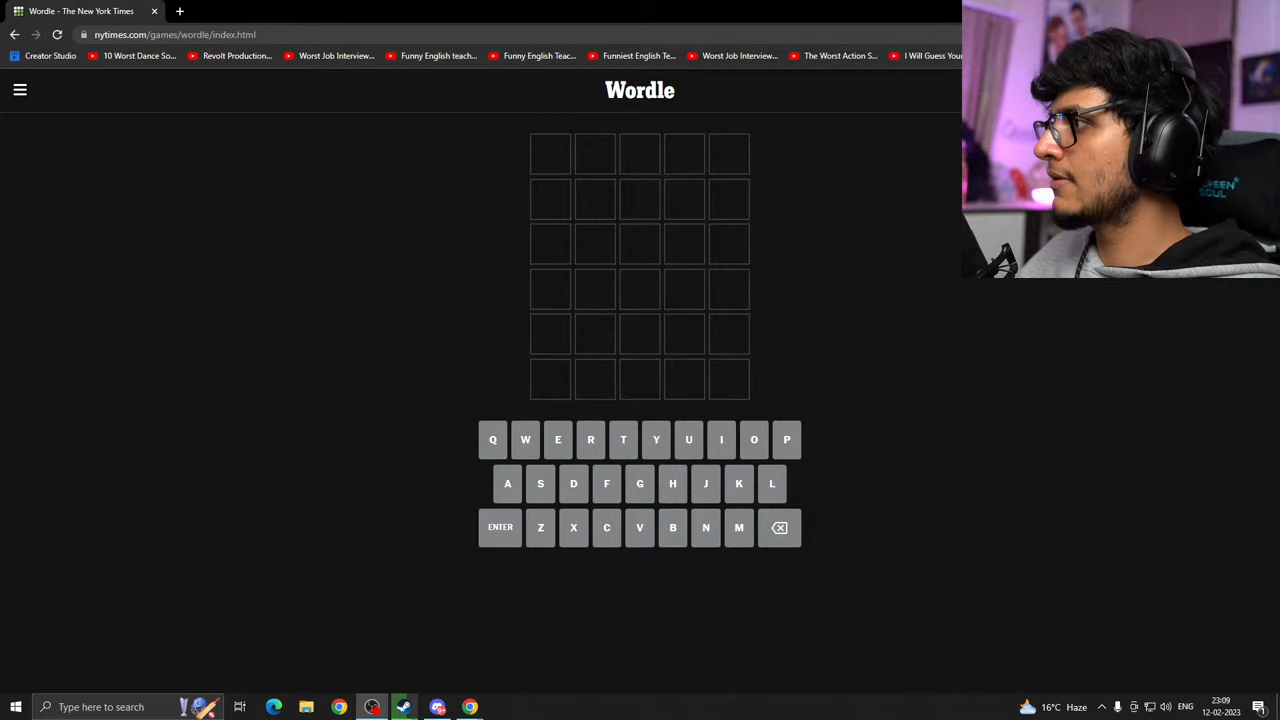 Wordle - The New York Times
nytimes.com/games/wordle/index.html
Creator Studio 10 Worst Dance So... Revolt Production... Worst Job Interview... Funny English teach... Funny English Teac... Funniest English Te... Worst Job Interview... The Worst Action S... I Will Guess Your
Wordle
Q W E R T Y U I O P
A S D F G H J K L
ENTER Z X C V B N M
Type here to search
16°C Haze
ENG
23:09
12-02-2023